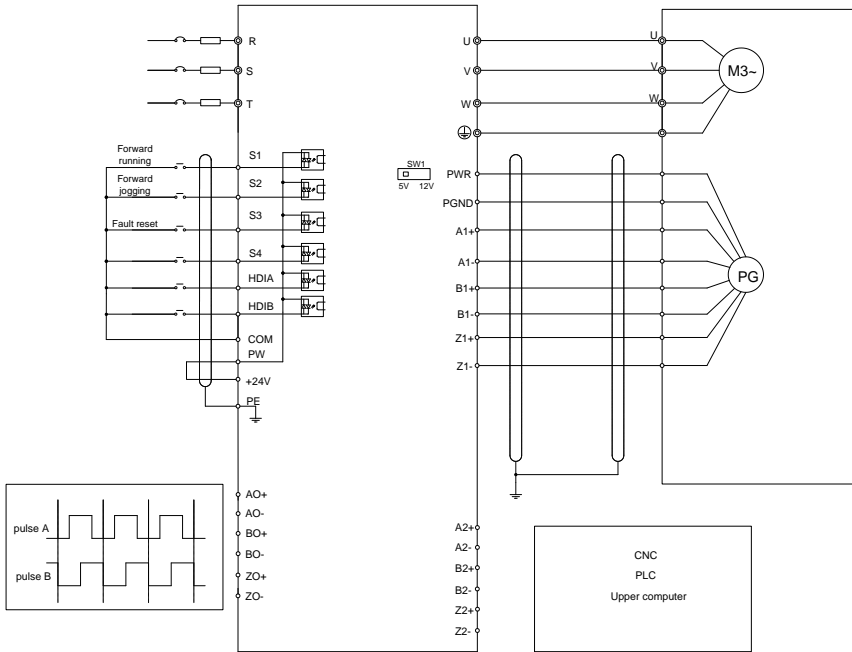 R
S
T
U
V
W
U
V
W
M3~
Forward
running
Forward
jogging
Fault reset
S1
S2
S3
S4
HDIA
HDIB
COM
PW
+24V
PE
SW1
5V 12V
PWR
PGND
A1+
A1-
B1+
B1-
Z1+
Z1-
PG
pulse A
pulse B
AO+
AO-
BO+
BO-
ZO+
ZO-
A2+
A2-
B2+
B2-
Z2+
Z2-
CNC
PLC
Upper computer